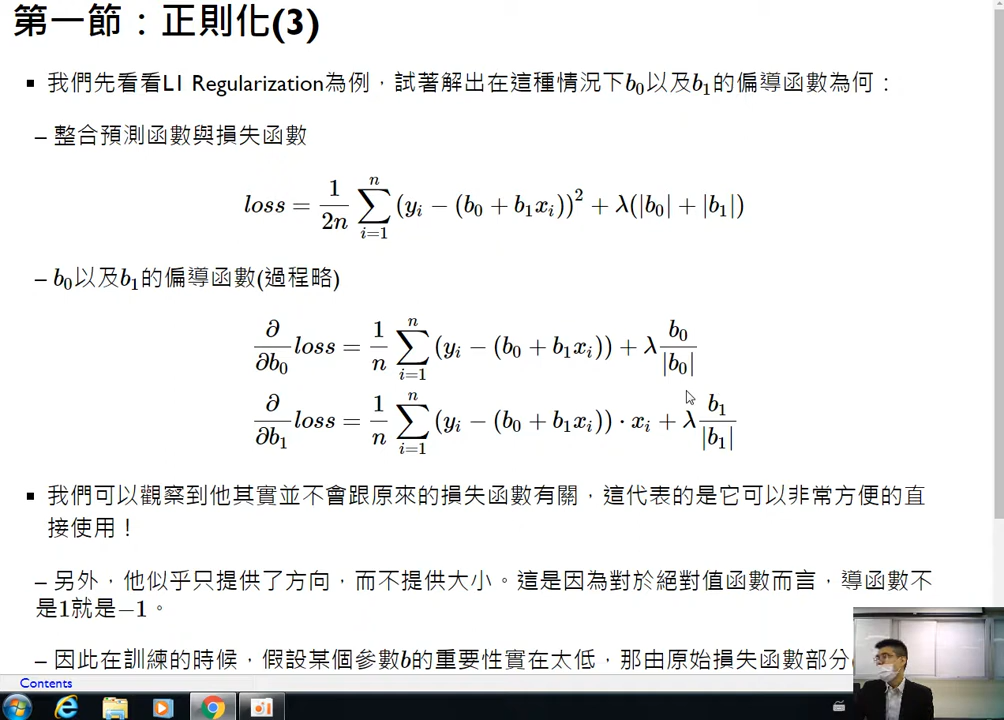 第一節：正則化(3)
▪ 我們先看看L1 Regularization為例，試著解出在這種情況下b₀以及b₁的偏導函數為何：
– 整合預測函數與損失函數
loss = \frac{1}{2n} \sum_{i=1}^{n} (y_i − (b_0 + b_1x_i))^2 + λ(|b_0| + |b_1|)
– b₀以及b₁的偏導函數(過程略)
\frac{∂}{∂b_0} loss = \frac{1}{n} \sum_{i=1}^{n} (y_i − (b_0 + b_1x_i)) + λ\frac{b_0}{|b_0|}
\frac{∂}{∂b_1} loss = \frac{1}{n} \sum_{i=1}^{n} (y_i − (b_0 + b_1x_i)) · x_i + λ\frac{b_1}{|b_1|}
▪ 我們可以觀察到他其實並不會跟原來的損失函數有關，這代表的是它可以非常方便的直
接使用！
– 另外，他似乎只提供了方向，而不提供大小。這是因為對於絕對值函數而言，導函數不
是1就是−1。
– 因此在訓練的時候，假設某個參數b的重要性實在太低，那由原始損失函數部分
Contents